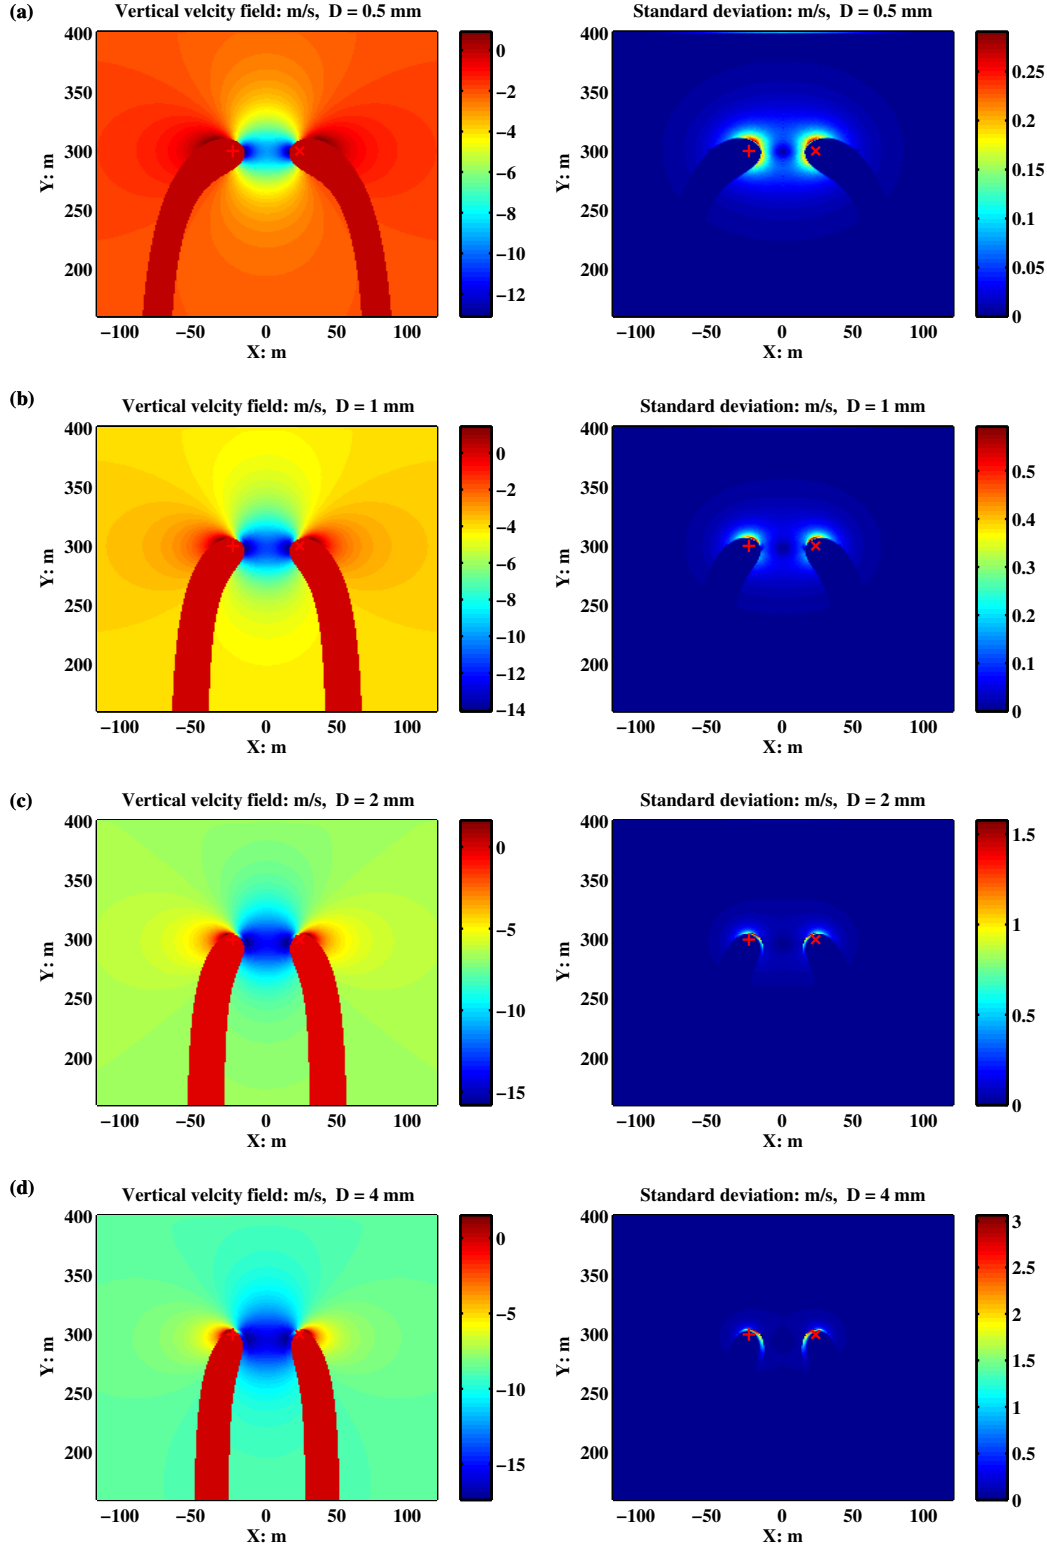 (a)
Vertical velcity field: m/s, D = 0.5 mm
Standard deviation: m/s, D = 0.5 mm
400
350
300
250
200
Y: m
−100 −50 0 50 100
X: m
0
−2
−4
−6
−8
−10
−12
400
350
300
250
200
Y: m
−100 −50 0 50 100
X: m
0.25
0.2
0.15
0.1
0.05
0
(b)
Vertical velcity field: m/s, D = 1 mm
Standard deviation: m/s, D = 1 mm
400
350
300
250
200
Y: m
−100 −50 0 50 100
X: m
0
−2
−4
−6
−8
−10
−12
−14
400
350
300
250
200
Y: m
−100 −50 0 50 100
X: m
0.5
0.4
0.3
0.2
0.1
0
(c)
Vertical velcity field: m/s, D = 2 mm
Standard deviation: m/s, D = 2 mm
400
350
300
250
200
Y: m
−100 −50 0 50 100
X: m
0
−5
−10
−15
400
350
300
250
200
Y: m
−100 −50 0 50 100
X: m
1.5
1
0.5
0
(d)
Vertical velcity field: m/s, D = 4 mm
Standard deviation: m/s, D = 4 mm
400
350
300
250
200
Y: m
−100 −50 0 50 100
X: m
0
−5
−10
−15
400
350
300
250
200
Y: m
−100 −50 0 50 100
X: m
3
2.5
2
1.5
1
0.5
0